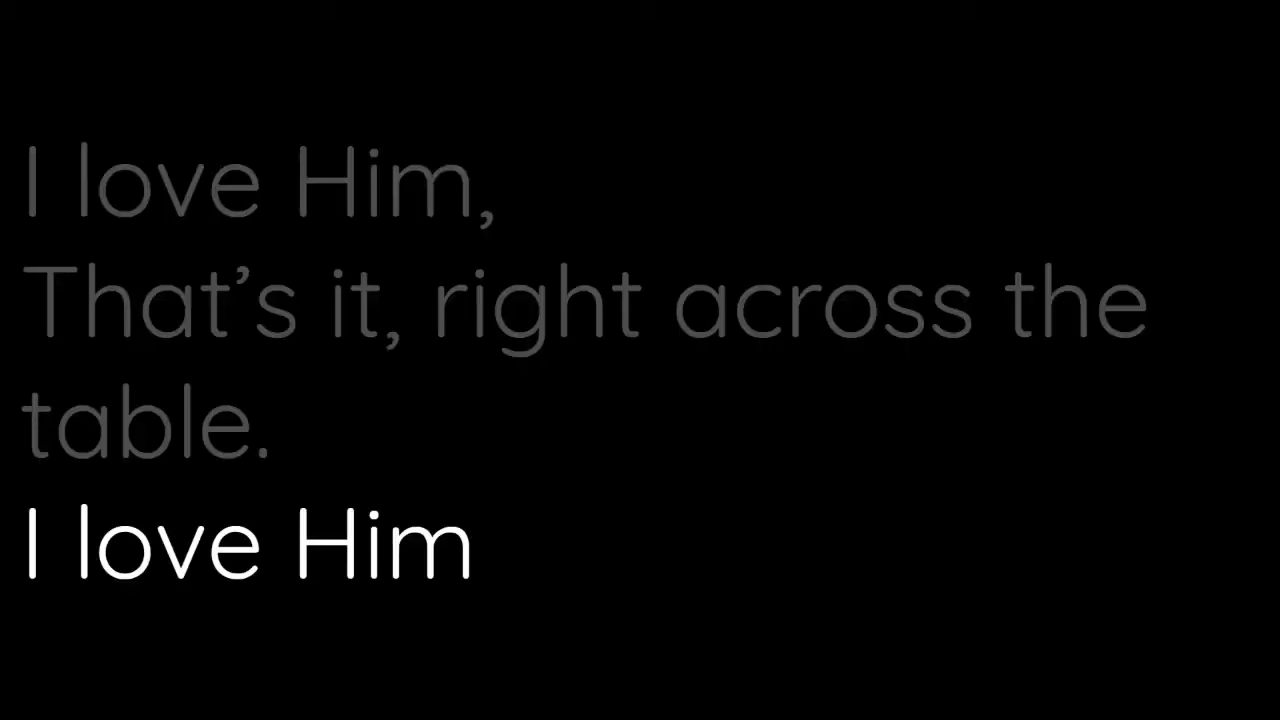 I love Him,
That’s it, right across the
table.
I love Him